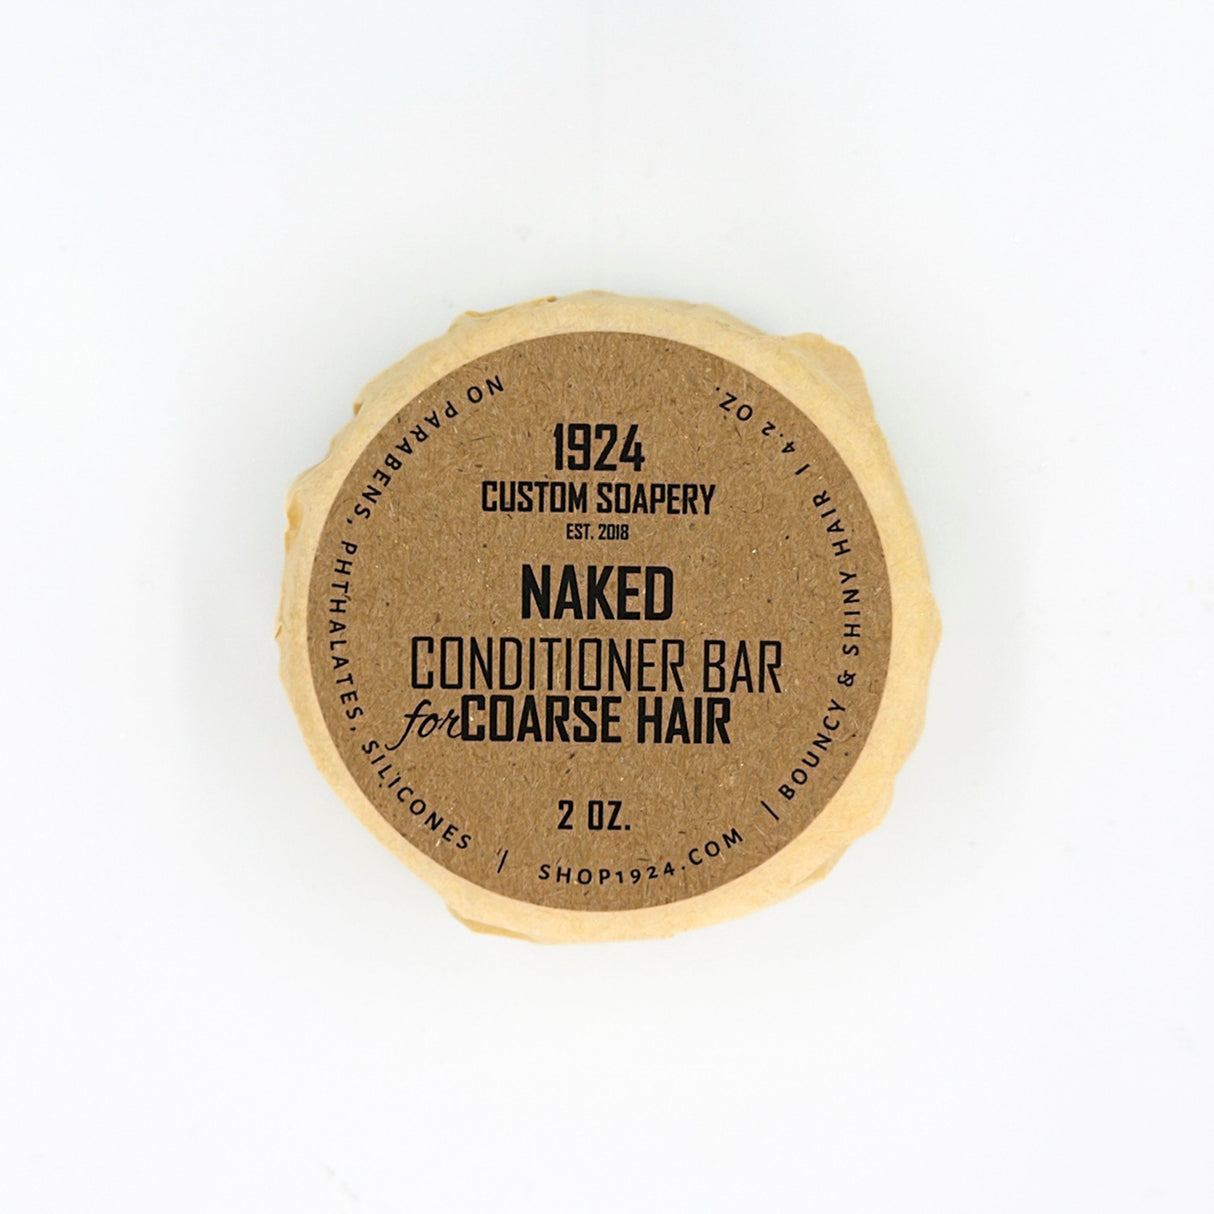 1924
CUSTOM SOAPERY
EST. 2018
NAKED
CONDITIONER BAR
for COARSE HAIR
2 OZ.
NO PARABENS, PHTHALATES, SILICONES | SHOP1924.COM | BOUNCY & SHINY HAIR | 4.2 OZ.